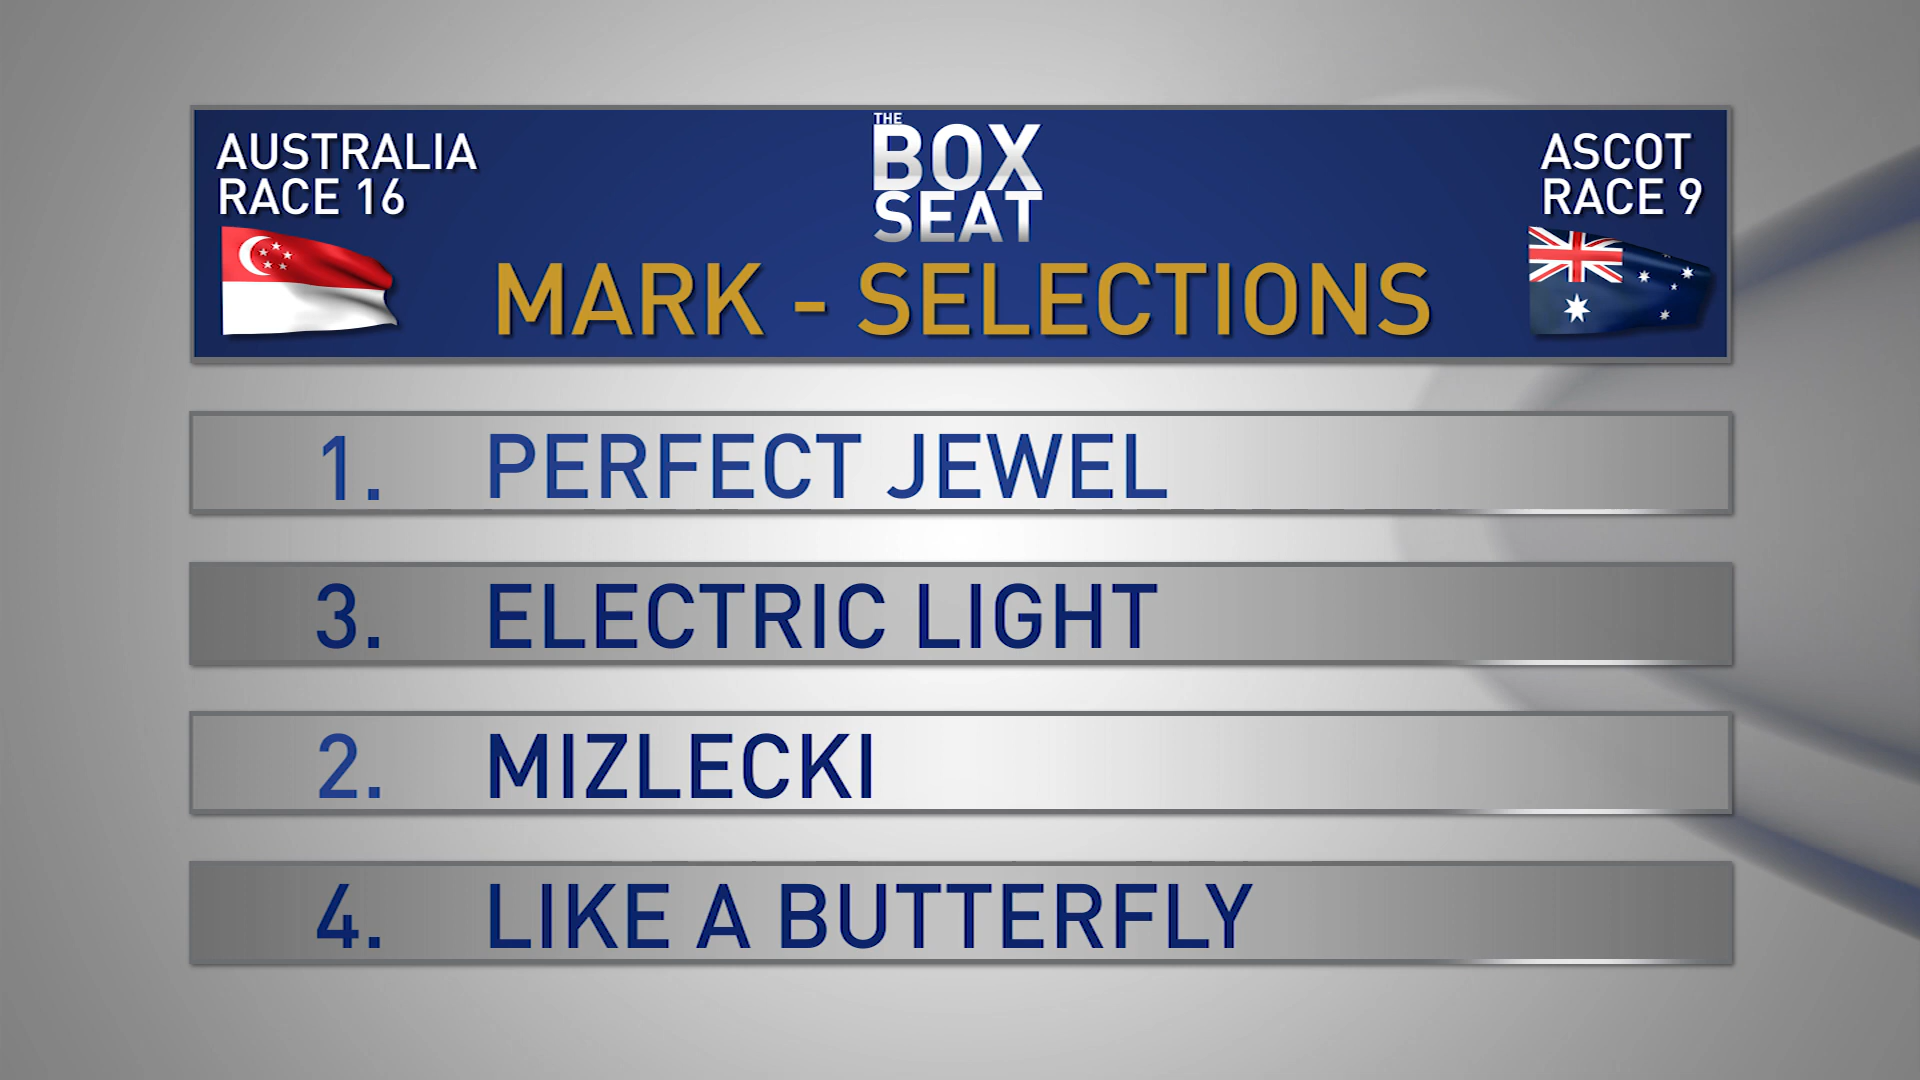 AUSTRALIA
RACE 16
THE
BOX
SEAT
ASCOT
RACE 9
MARK - SELECTIONS
1. PERFECT JEWEL
3. ELECTRIC LIGHT
2. MIZLECKI
4. LIKE A BUTTERFLY